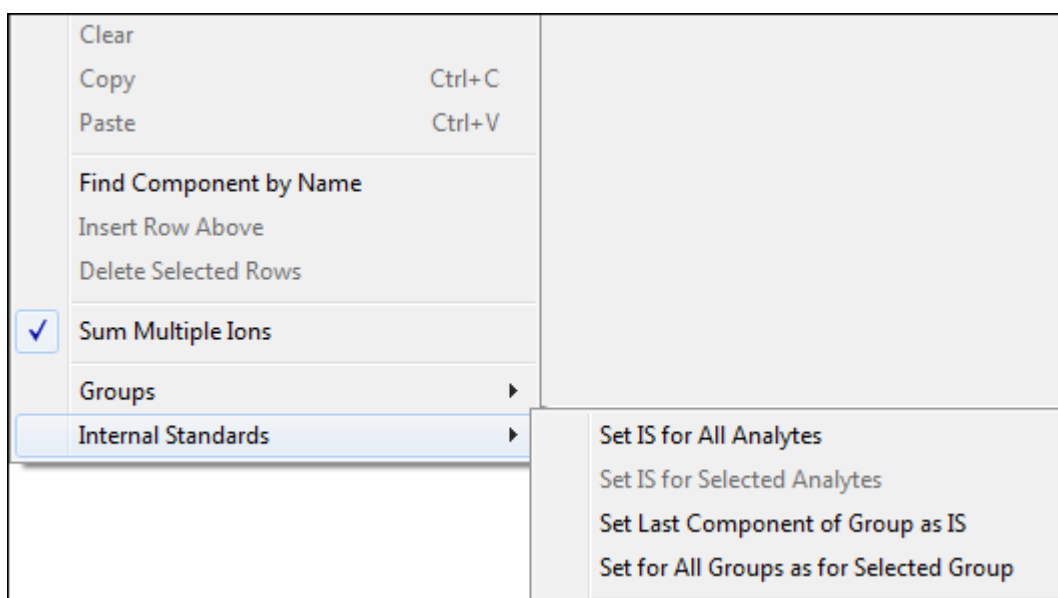 Clear
Copy Ctrl+C
Paste Ctrl+V
Find Component by Name
Insert Row Above
Delete Selected Rows
Sum Multiple Ions
Groups
Internal Standards
Set IS for All Analytes
Set IS for Selected Analytes
Set Last Component of Group as IS
Set for All Groups as for Selected Group